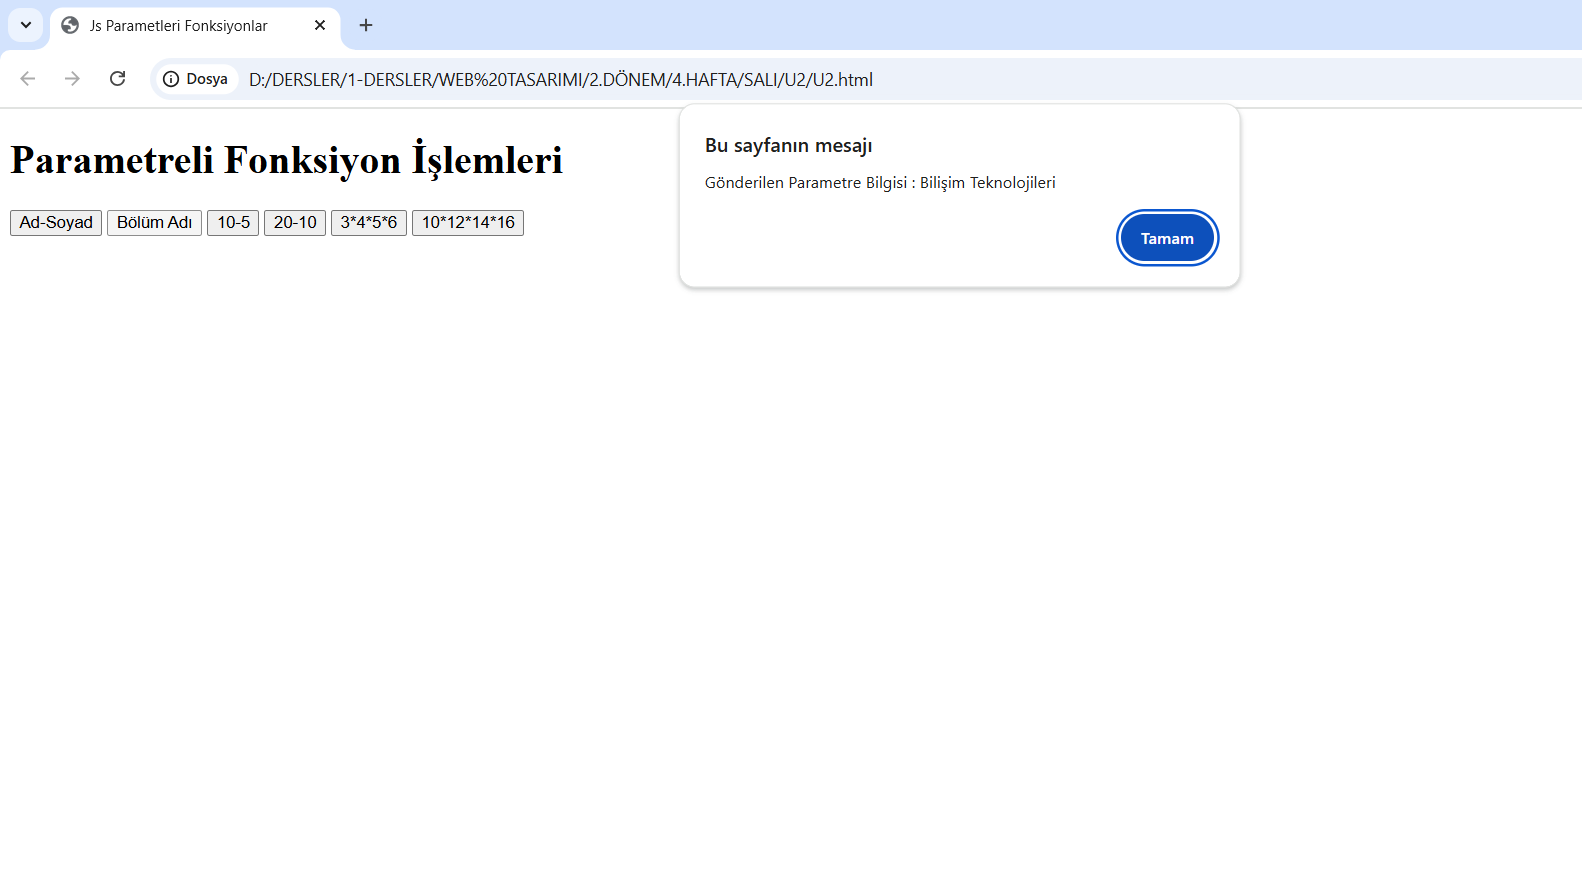 Js Parametleri Fonksiyonlar
Dosya D:/DERSLER/1-DERSLER/WEB%20TASARIMI/2.DÖNEM/4.HAFTA/SALI/U2/U2.html
Parametreli Fonksiyon İşlemleri
Ad-Soyad Bölüm Adı 10-5 20-10 3*4*5*6 10*12*14*16
Bu sayfanın mesajı
Gönderilen Parametre Bilgisi : Bilişim Teknolojileri
Tamam